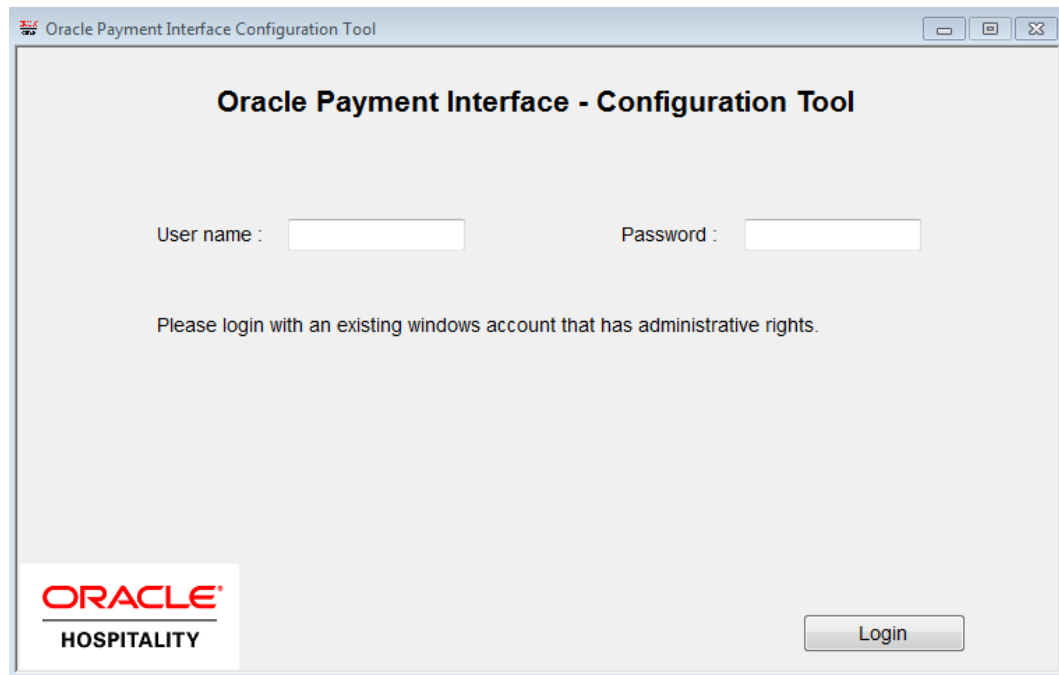 Oracle Payment Interface Configuration Tool
Oracle Payment Interface - Configuration Tool
User name : Password :
Please login with an existing windows account that has administrative rights.
ORACLE®
HOSPITALITY
Login